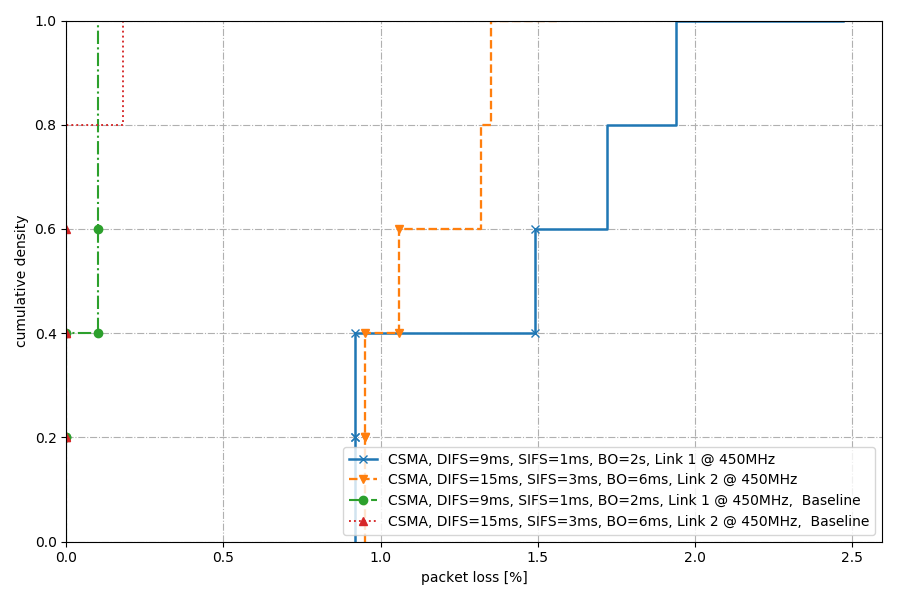 1.0
0.8
0.6
0.4
0.2
0.0
cumulative density
CSMA, DIFS=9ms, SIFS=1ms, BO=2s, Link 1 @ 450MHz
CSMA, DIFS=15ms, SIFS=3ms, BO=6ms, Link 2 @ 450MHz
CSMA, DIFS=9ms, SIFS=1ms, BO=2ms, Link 1 @ 450MHz,  Baseline
CSMA, DIFS=15ms, SIFS=3ms, BO=6ms, Link 2 @ 450MHz,  Baseline
0.0 0.5 1.0 1.5 2.0 2.5
packet loss [%]